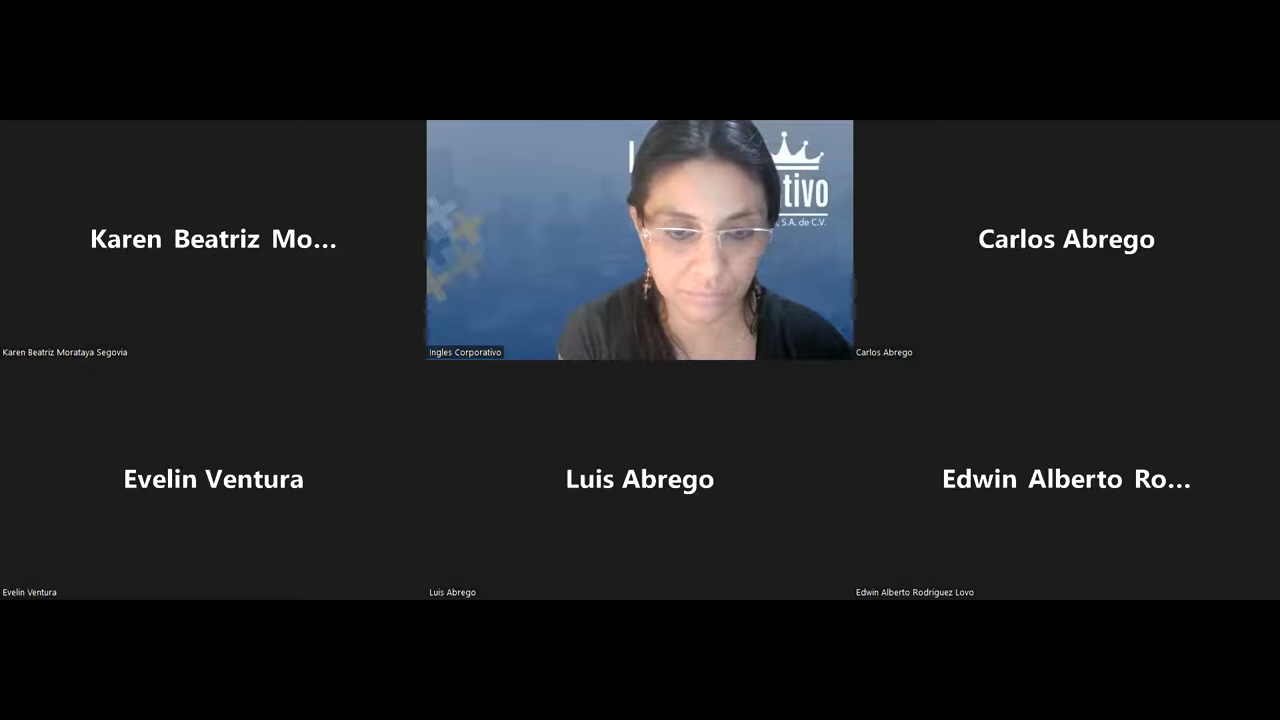 Karen Beatriz Mo...
Karen Beatriz Morataya Segovia
tivo
, S.A. de C.V.
Ingles Corporativo
Carlos Abrego
Carlos Abrego
Evelin Ventura
Evelin Ventura
Luis Abrego
Luis Abrego
Edwin Alberto Ro...
Edwin Alberto Rodriguez Lovo